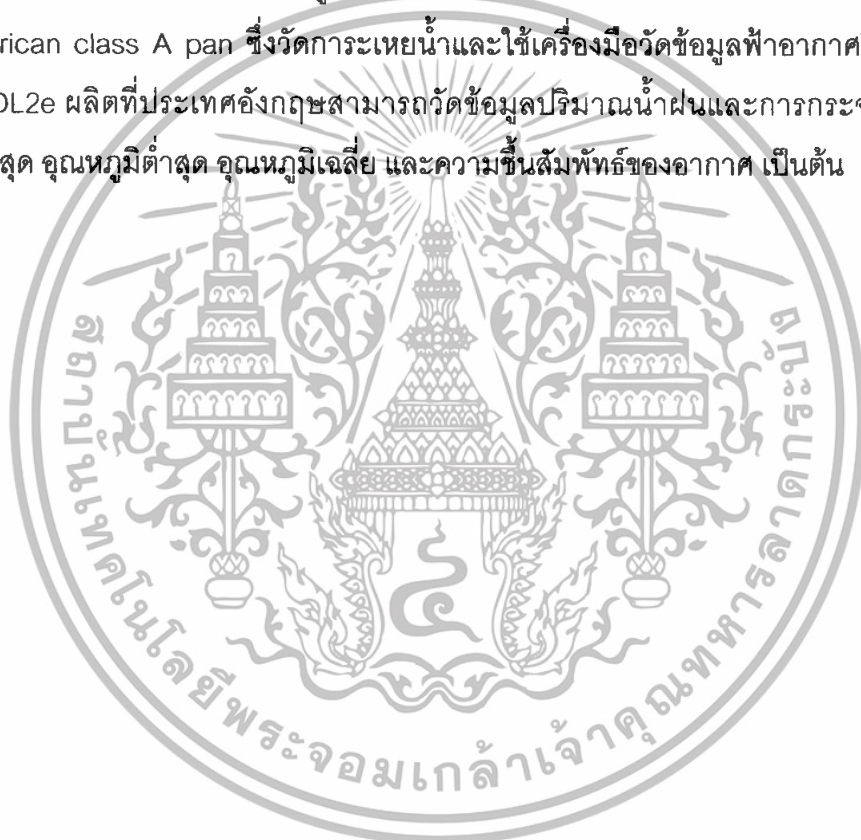 rican class A pan ซึ่งวัดการะเหยน้ำและใช้เครื่องมือวัดข้อมูลฟ้าอากาศ
DL2e ผลิตที่ประเทศอังกฤษสามารถวัดข้อมูลปริมาณน้ำฝนและการกระจ
สุด อุณหภูมิต่ำสุด อุณหภูมิเฉลี่ย และความชื้นสัมพัทธ์ของอากาศ เป็นต้น
สถาบันเทคโนโลยีพระจอมเกล้าเจ้าคุณทหารลาดกระบัง